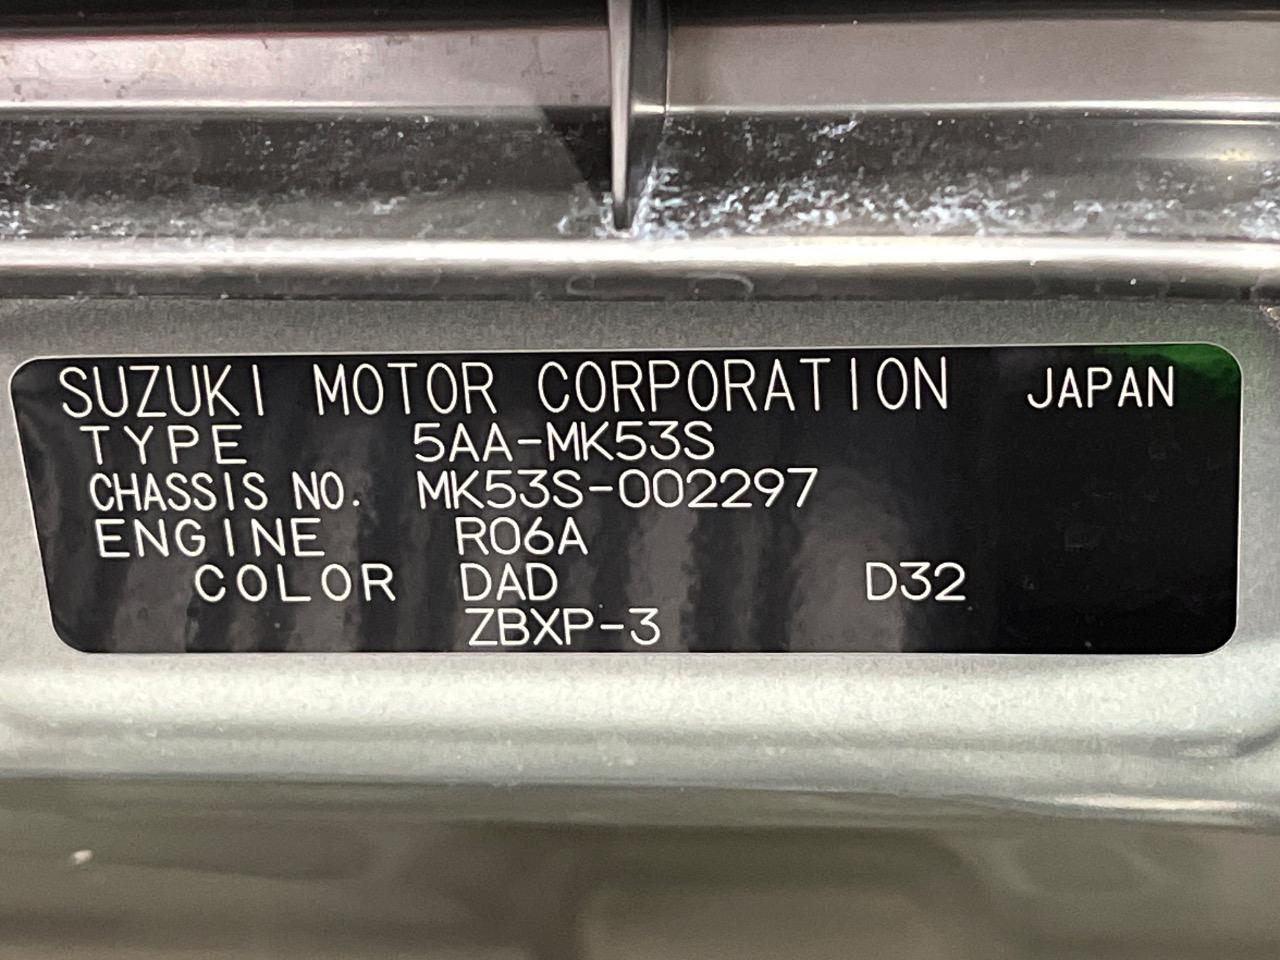 SUZUKI MOTOR CORPORATION JAPAN
TYPE 5AA-MK53S
CHASSIS NO. MK53S-002297
ENGINE R06A
COLOR DAD D32
ZBXP-3